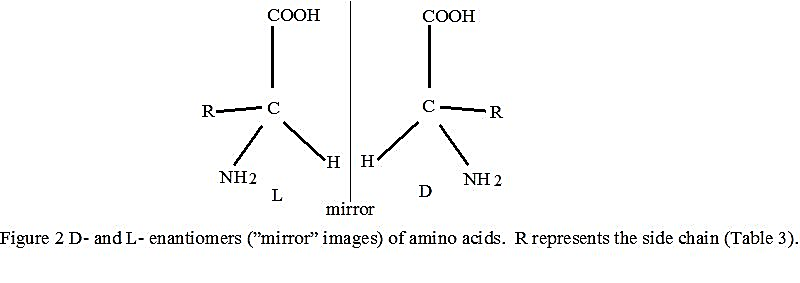 COOH COOH
R C C R
NH2 H H NH2
L D
mirror
Figure 2 D- and L- enantiomers (”mirror” images) of amino acids. R represents the side chain (Table 3).